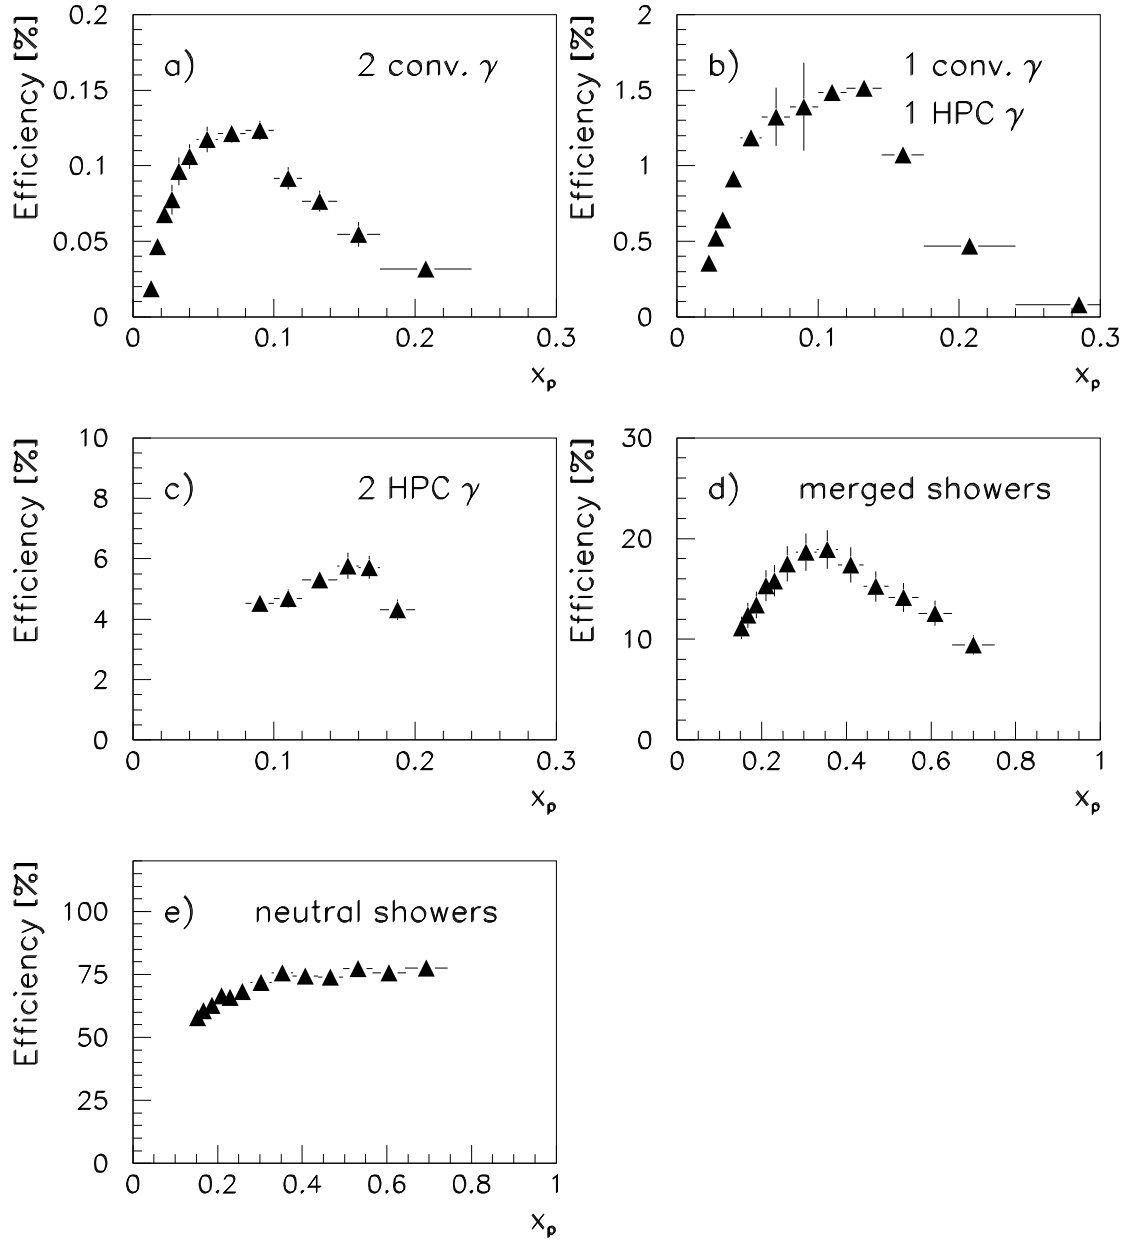 Efficiency [%]
a)
2 conv. γ
0.2
0.15
0.1
0.05
0
0
0.1
0.2
0.3
xp
Efficiency [%]
b)
1 conv. γ
1 HPC γ
2
1.5
1
0.5
0
0
0.1
0.2
0.3
xp
Efficiency [%]
c)
2 HPC γ
10
8
6
4
2
0
0
0.1
0.2
0.3
xp
Efficiency [%]
d)
merged showers
30
20
10
0
0
0.2
0.4
0.6
0.8
1
xp
Efficiency [%]
e)
neutral showers
100
75
50
25
0
0
0.2
0.4
0.6
0.8
1
xp